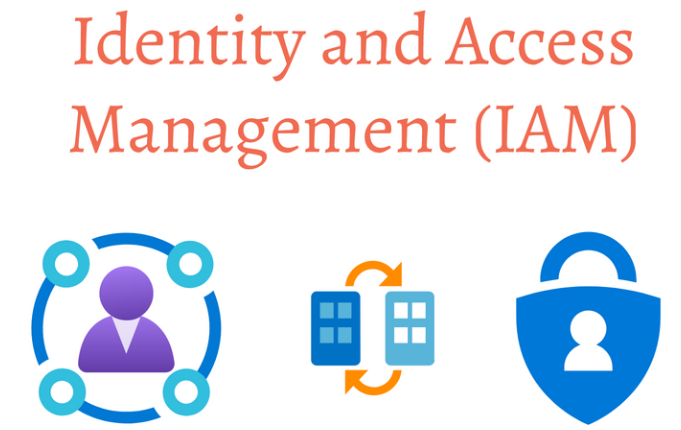 Identity and Access
Management (IAM)